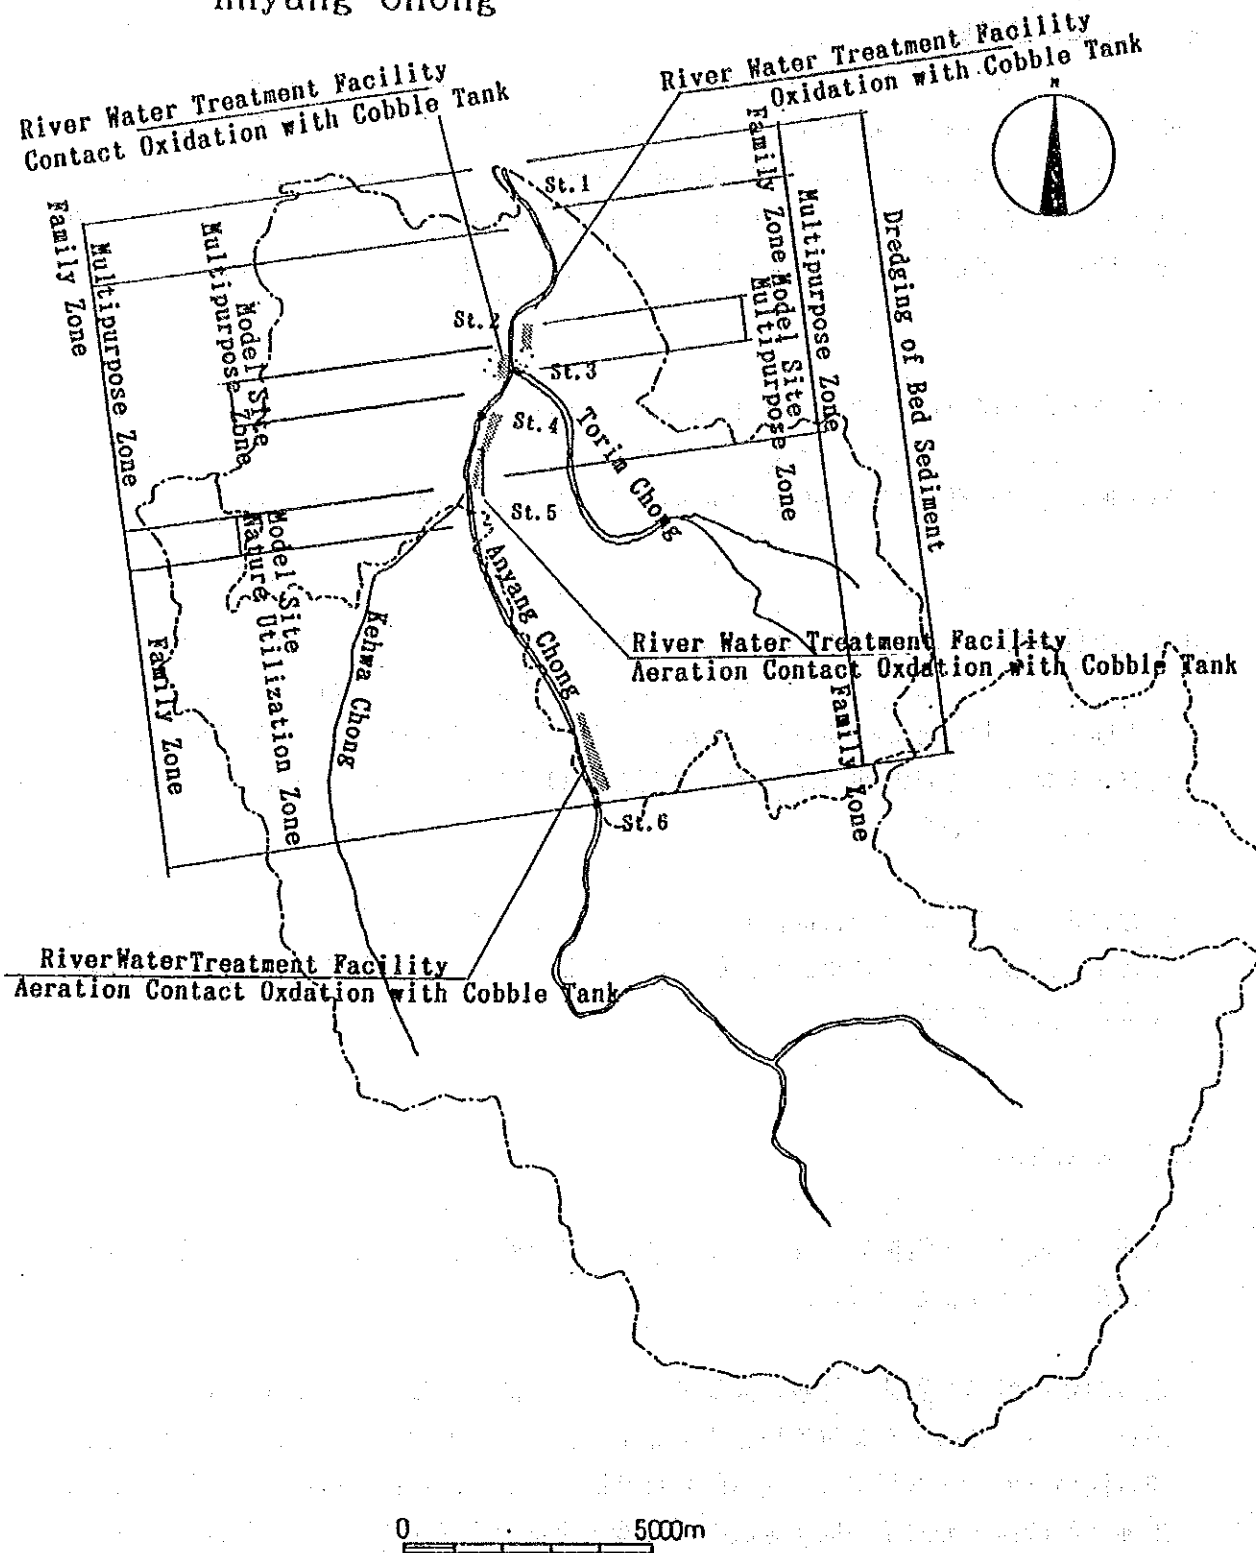 Anyang Chong
River Water Treatment Facility
Oxidation with Cobble Tank
River Water Treatment Facility
Contact Oxidation with Cobble Tank
N
St.1
Family Zone
Multipurpose Zone
Multipurpose Zone
Model Site
Family Zone
Model Site
Multipurpose Zone
Multipurpose Zone
Dredging of Bed Sediment
St.2
St.3
St.4
Torim Chong
St.5
Model Site
Nature Utilization Zone
Anyang Chong
Kehwa Chong
Family Zone
River Water Treatment Facility
Aeration Contact Oxdation with Cobble Tank
Family Zone
St.6
RiverWaterTreatment Facility
Aeration Contact Oxdation with Cobble Tank
0 5000m